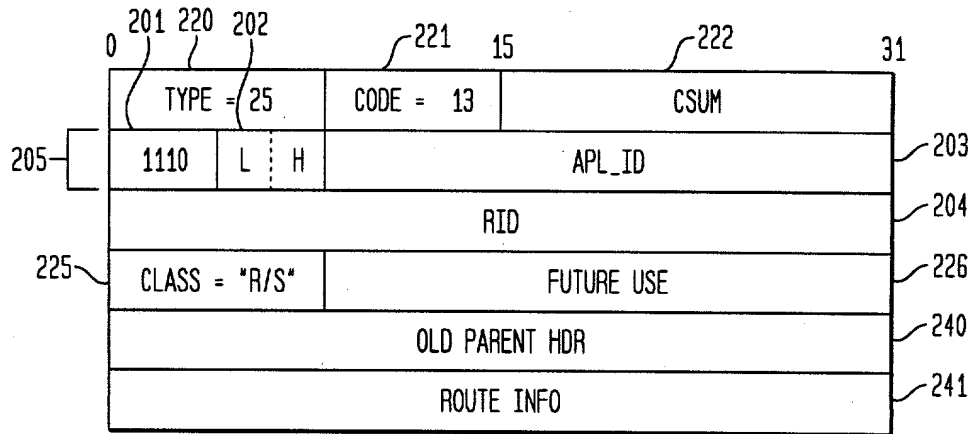 201 220 202 221 222
0 15 31
TYPE = 25 CODE = 13 CSUM
205 1110 L H APL_ID 203
RID 204
225 CLASS = "R/S" FUTURE USE 226
OLD PARENT HDR 240
ROUTE INFO 241